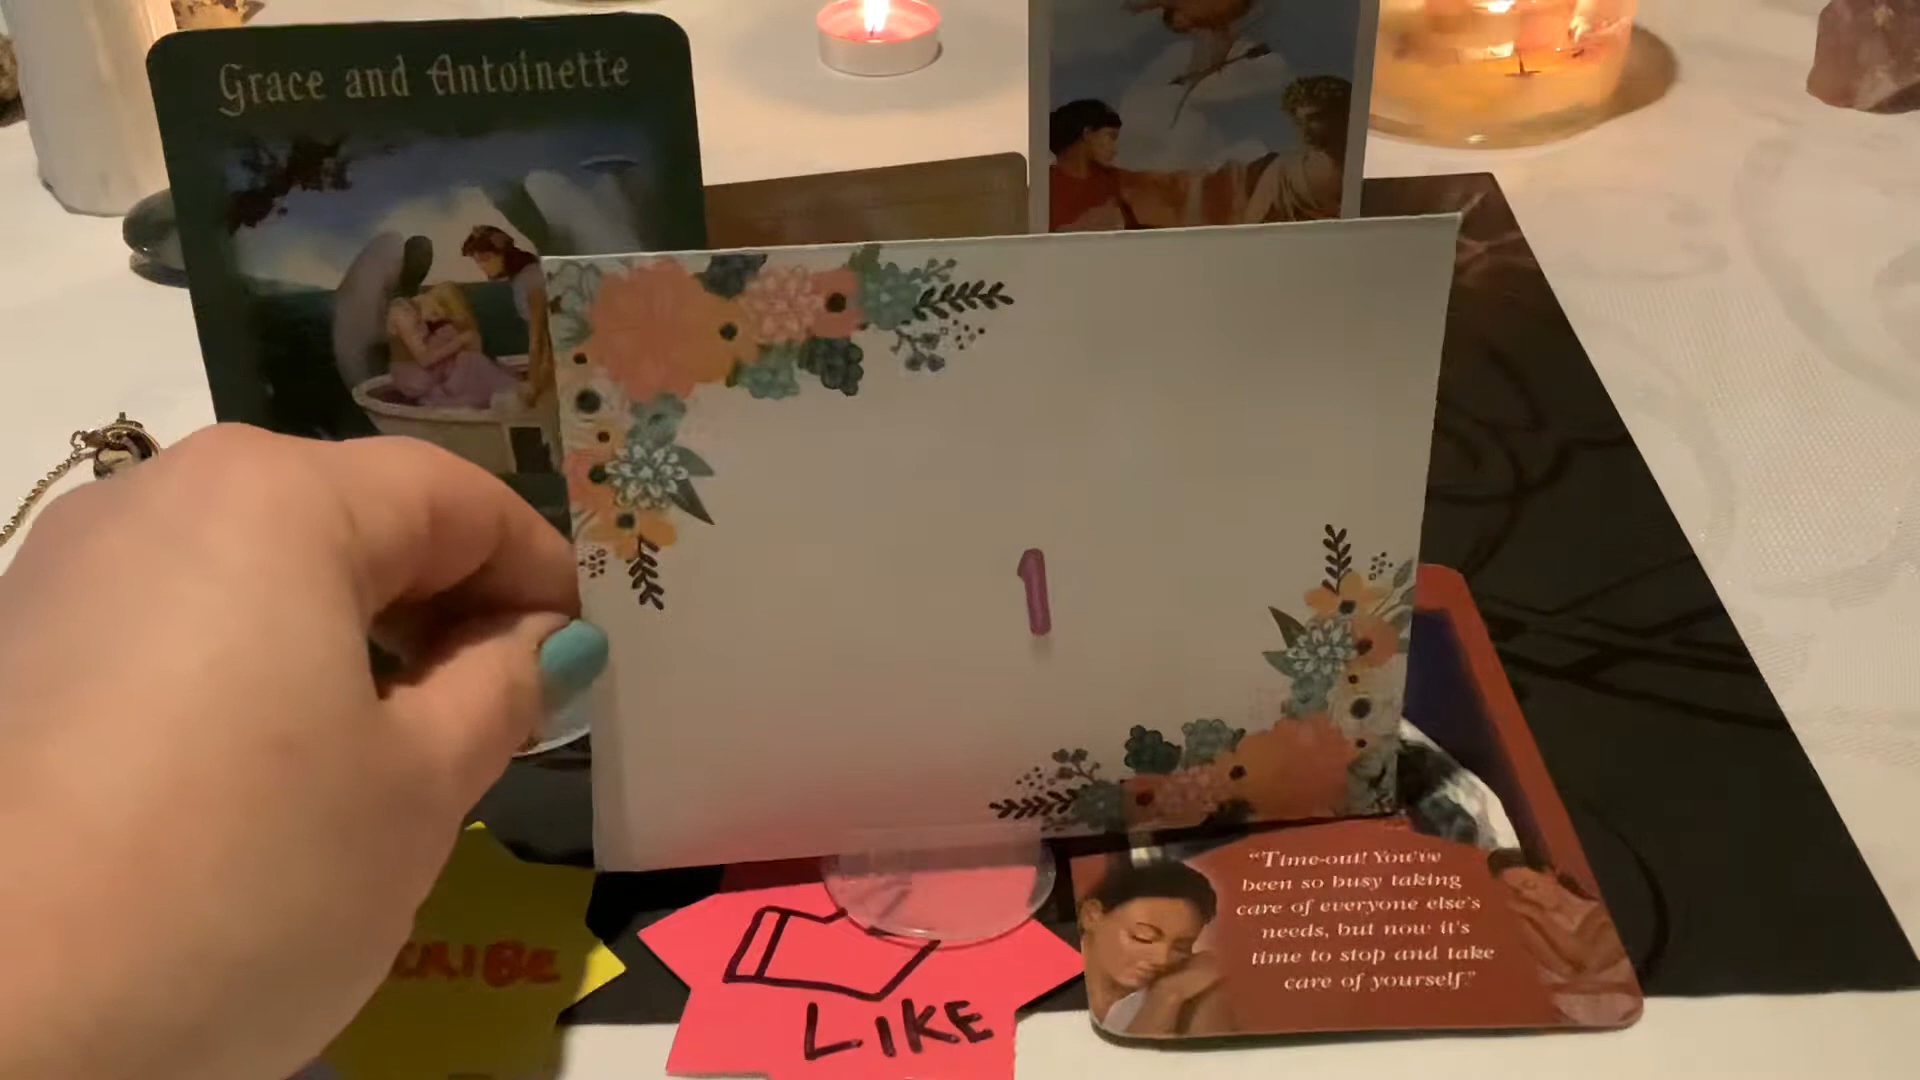 Grace and Antoinette
1
"Time-out! You've
been so busy taking
care of everyone else's
needs, but now it's
time to stop and take
care of yourself."
CRIBE
LIKE